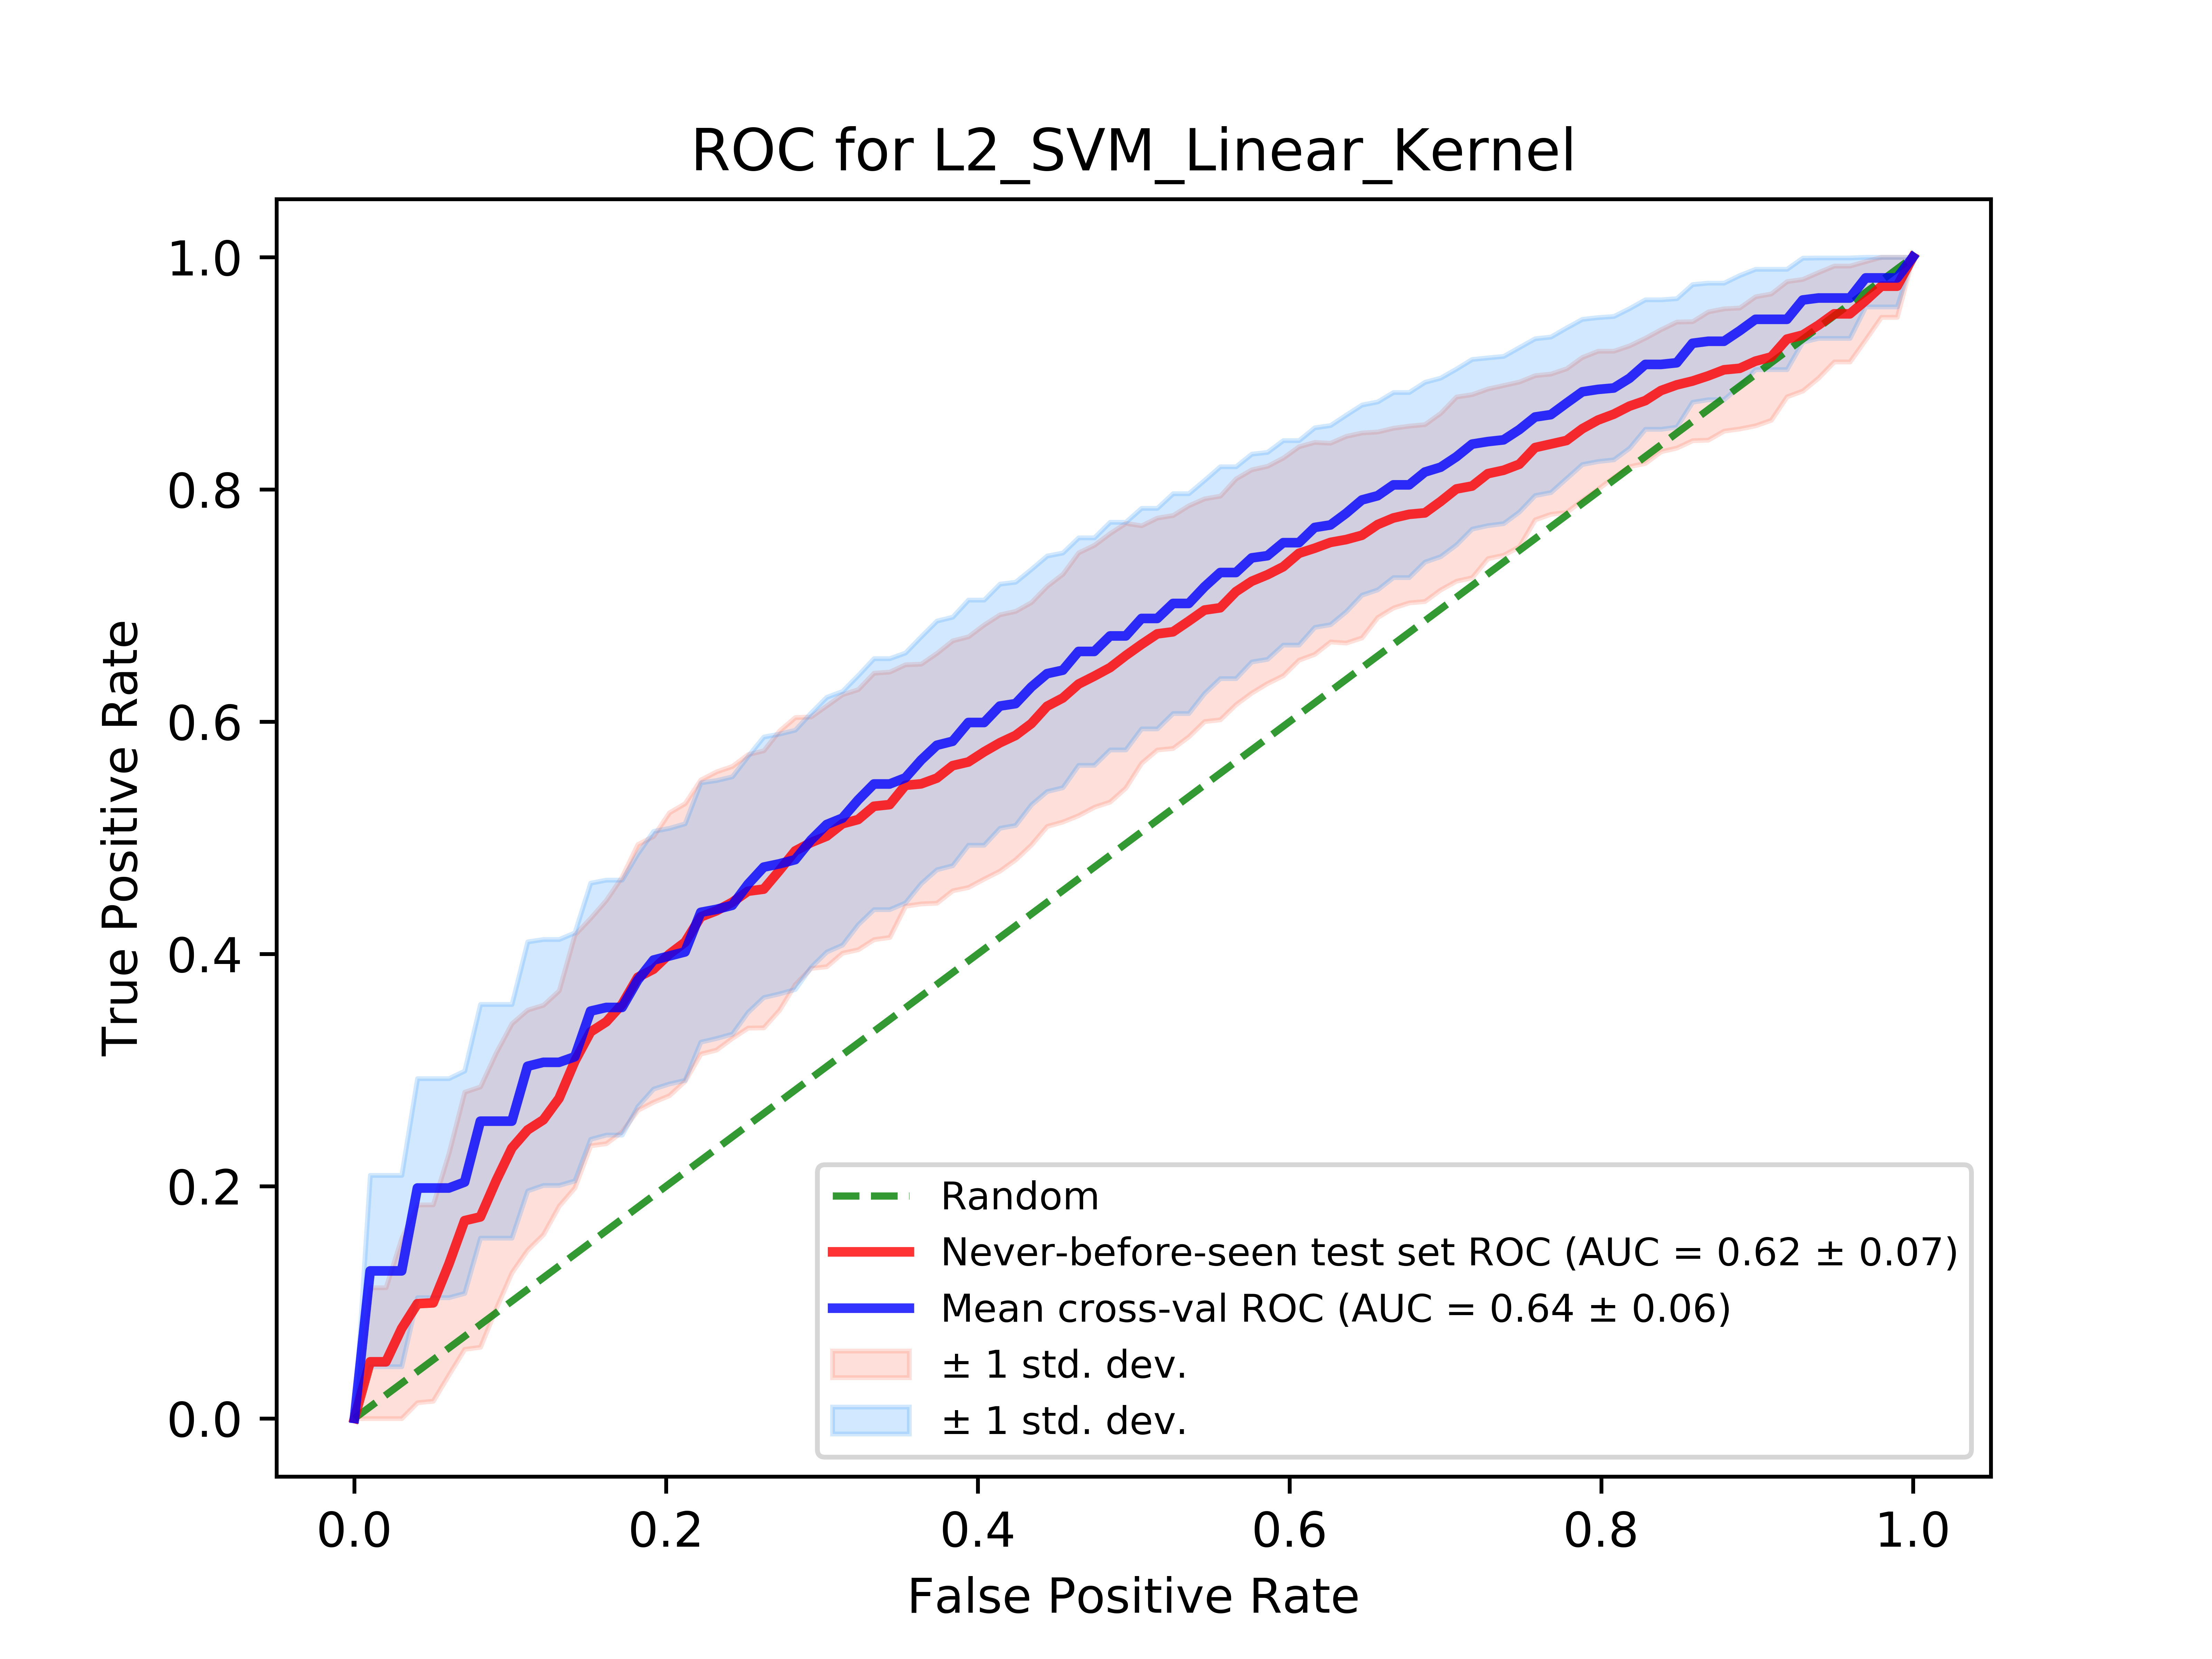 ROC for L2_SVM_Linear_Kernel
True Positive Rate
1.0
0.8
0.6
0.4
0.2
0.0
Random
Never-before-seen test set ROC (AUC = 0.62 ± 0.07)
Mean cross-val ROC (AUC = 0.64 ± 0.06)
± 1 std. dev.
± 1 std. dev.
0.0 0.2 0.4 0.6 0.8 1.0
False Positive Rate